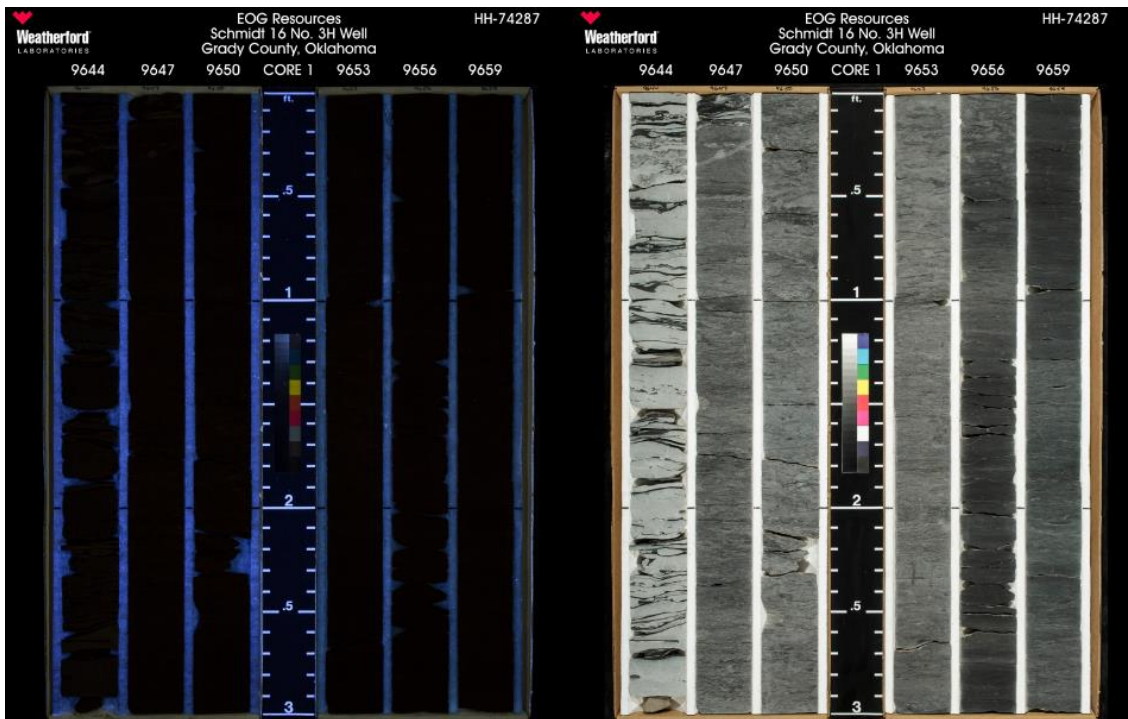 EOG Resources
Schmidt 16 No. 3H Well
Grady County, Oklahoma
HH-74287
Weatherford
LABORATORIES
9644 9647 9650 CORE 1 9653 9656 9659
ft.
.5
1
2
.5
3
EOG Resources
Schmidt 16 No. 3H Well
Grady County, Oklahoma
HH-74287
Weatherford
LABORATORIES
9644 9647 9650 CORE 1 9653 9656 9659
ft.
.5
1
2
.5
3